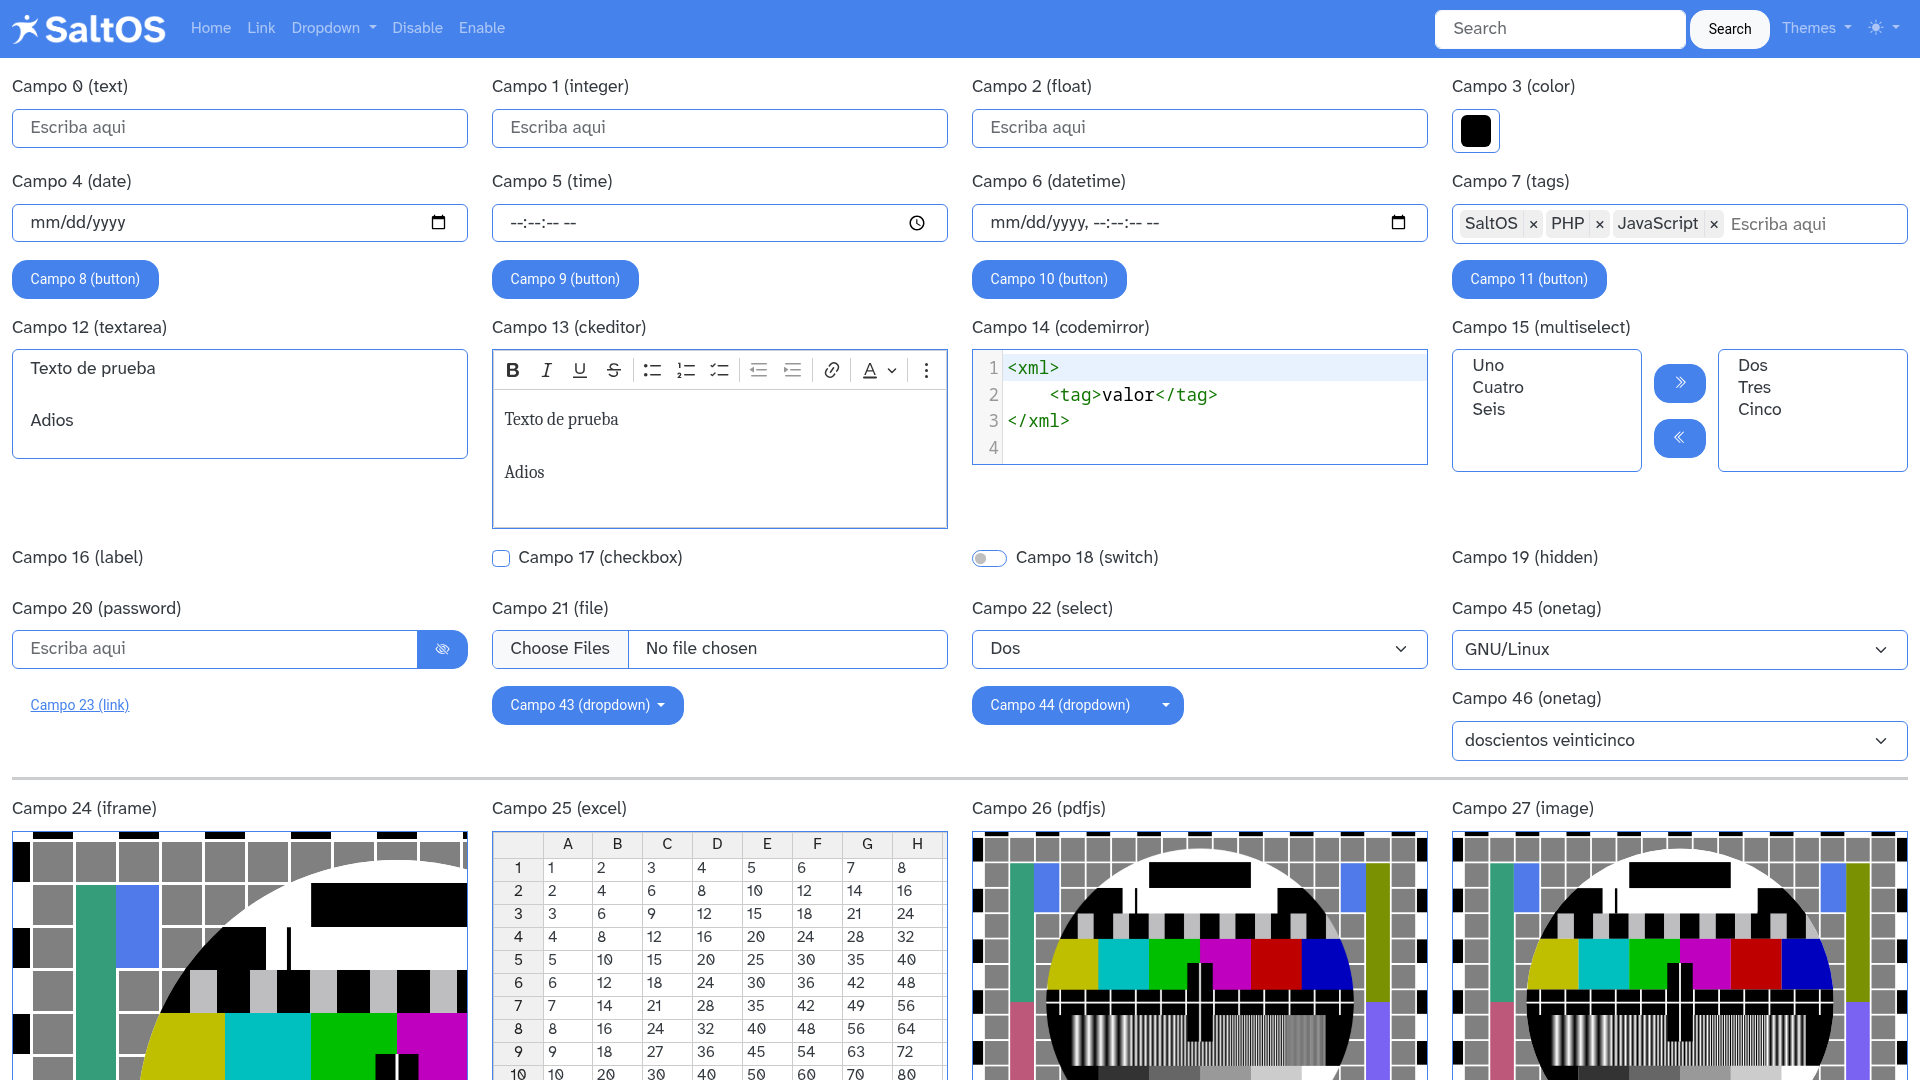 SaltOS Home Link Dropdown Disable Enable Search Search Themes
Campo 0 (text) Campo 1 (integer) Campo 2 (float) Campo 3 (color)
Escriba aqui Escriba aqui Escriba aqui
Campo 4 (date) Campo 5 (time) Campo 6 (datetime) Campo 7 (tags)
mm/dd/yyyy --:--:-- -- mm/dd/yyyy, --:--:-- -- SaltOS × PHP × JavaScript × Escriba aqui
Campo 8 (button) Campo 9 (button) Campo 10 (button) Campo 11 (button)
Campo 12 (textarea) Campo 13 (ckeditor) Campo 14 (codemirror) Campo 15 (multiselect)
Texto de prueba
Adios
B I U S A
Texto de prueba
Adios
1 <xml>
2 <tag>valor</tag>
3 </xml>
4
Uno
Cuatro
Seis
Dos
Tres
Cinco
Campo 16 (label) Campo 17 (checkbox) Campo 18 (switch) Campo 19 (hidden)
Campo 20 (password) Campo 21 (file) Campo 22 (select) Campo 45 (onetag)
Escriba aqui Choose Files No file chosen Dos GNU/Linux
Campo 23 (link) Campo 43 (dropdown) Campo 44 (dropdown) Campo 46 (onetag)
doscientos veinticinco
Campo 24 (iframe) Campo 25 (excel) Campo 26 (pdfjs) Campo 27 (image)
A B C D E F G H
1 1 2 3 4 5 6 7 8
2 2 4 6 8 10 12 14 16
3 3 6 9 12 15 18 21 24
4 4 8 12 16 20 24 28 32
5 5 10 15 20 25 30 35 40
6 6 12 18 24 30 36 42 48
7 7 14 21 28 35 42 49 56
8 8 16 24 32 40 48 56 64
9 9 18 27 36 45 54 63 72
10 10 20 30 40 50 60 70 80